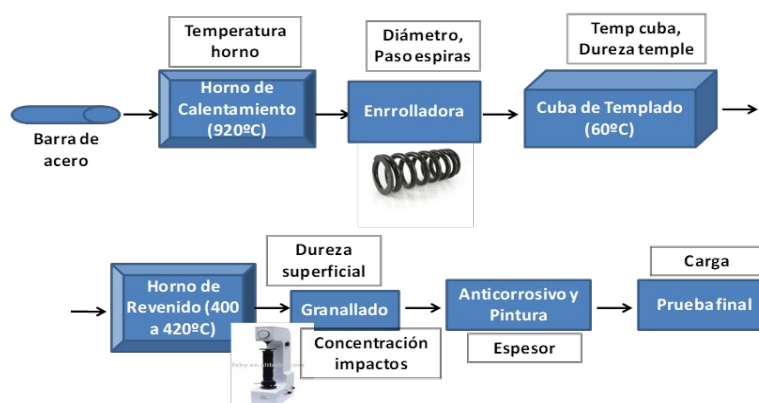 Temperatura
horno
Diámetro,
Paso espiras
Temp cuba,
Dureza temple
Horno de
Calentamiento
(920ºC)
Enrrolladora
Cuba de Templado
(60ºC)
Barra de
acero
Dureza
superficial
Carga
Horno de
Revenido (400
a 420ºC)
Granallado
Anticorrosivo y
Pintura
Prueba final
Concentración
impactos
Espesor